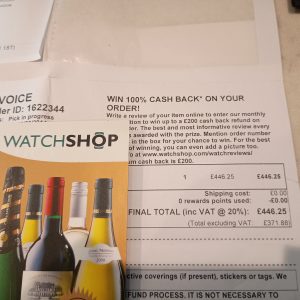 VOICE
der ID: 1622344
s: Pick in progress
WIN 100% CASH BACK* ON YOUR
ORDER!
Write a review of your item online to enter our monthly
tion to win up to a £200 cash back refund on
der. The best and most informative review every
s awarded with the prize. Mention order number
in the box for your chance to win. For the best
of winning, you can even add a picture too.
at www.watchshop.com/watchreviews/
um cash back is £200.
WATCHSHOP
1 £446.25 £446.25
Shipping cost: £0.00
0 rewards points used: -£0.00
FINAL TOTAL (inc VAT @ 20%): £446.25
(Total excluding VAT: £371.88)
ctive coverings (if present), stickers or tags. We
FUND PROCESS. IT IS NOT NECESSARY TO